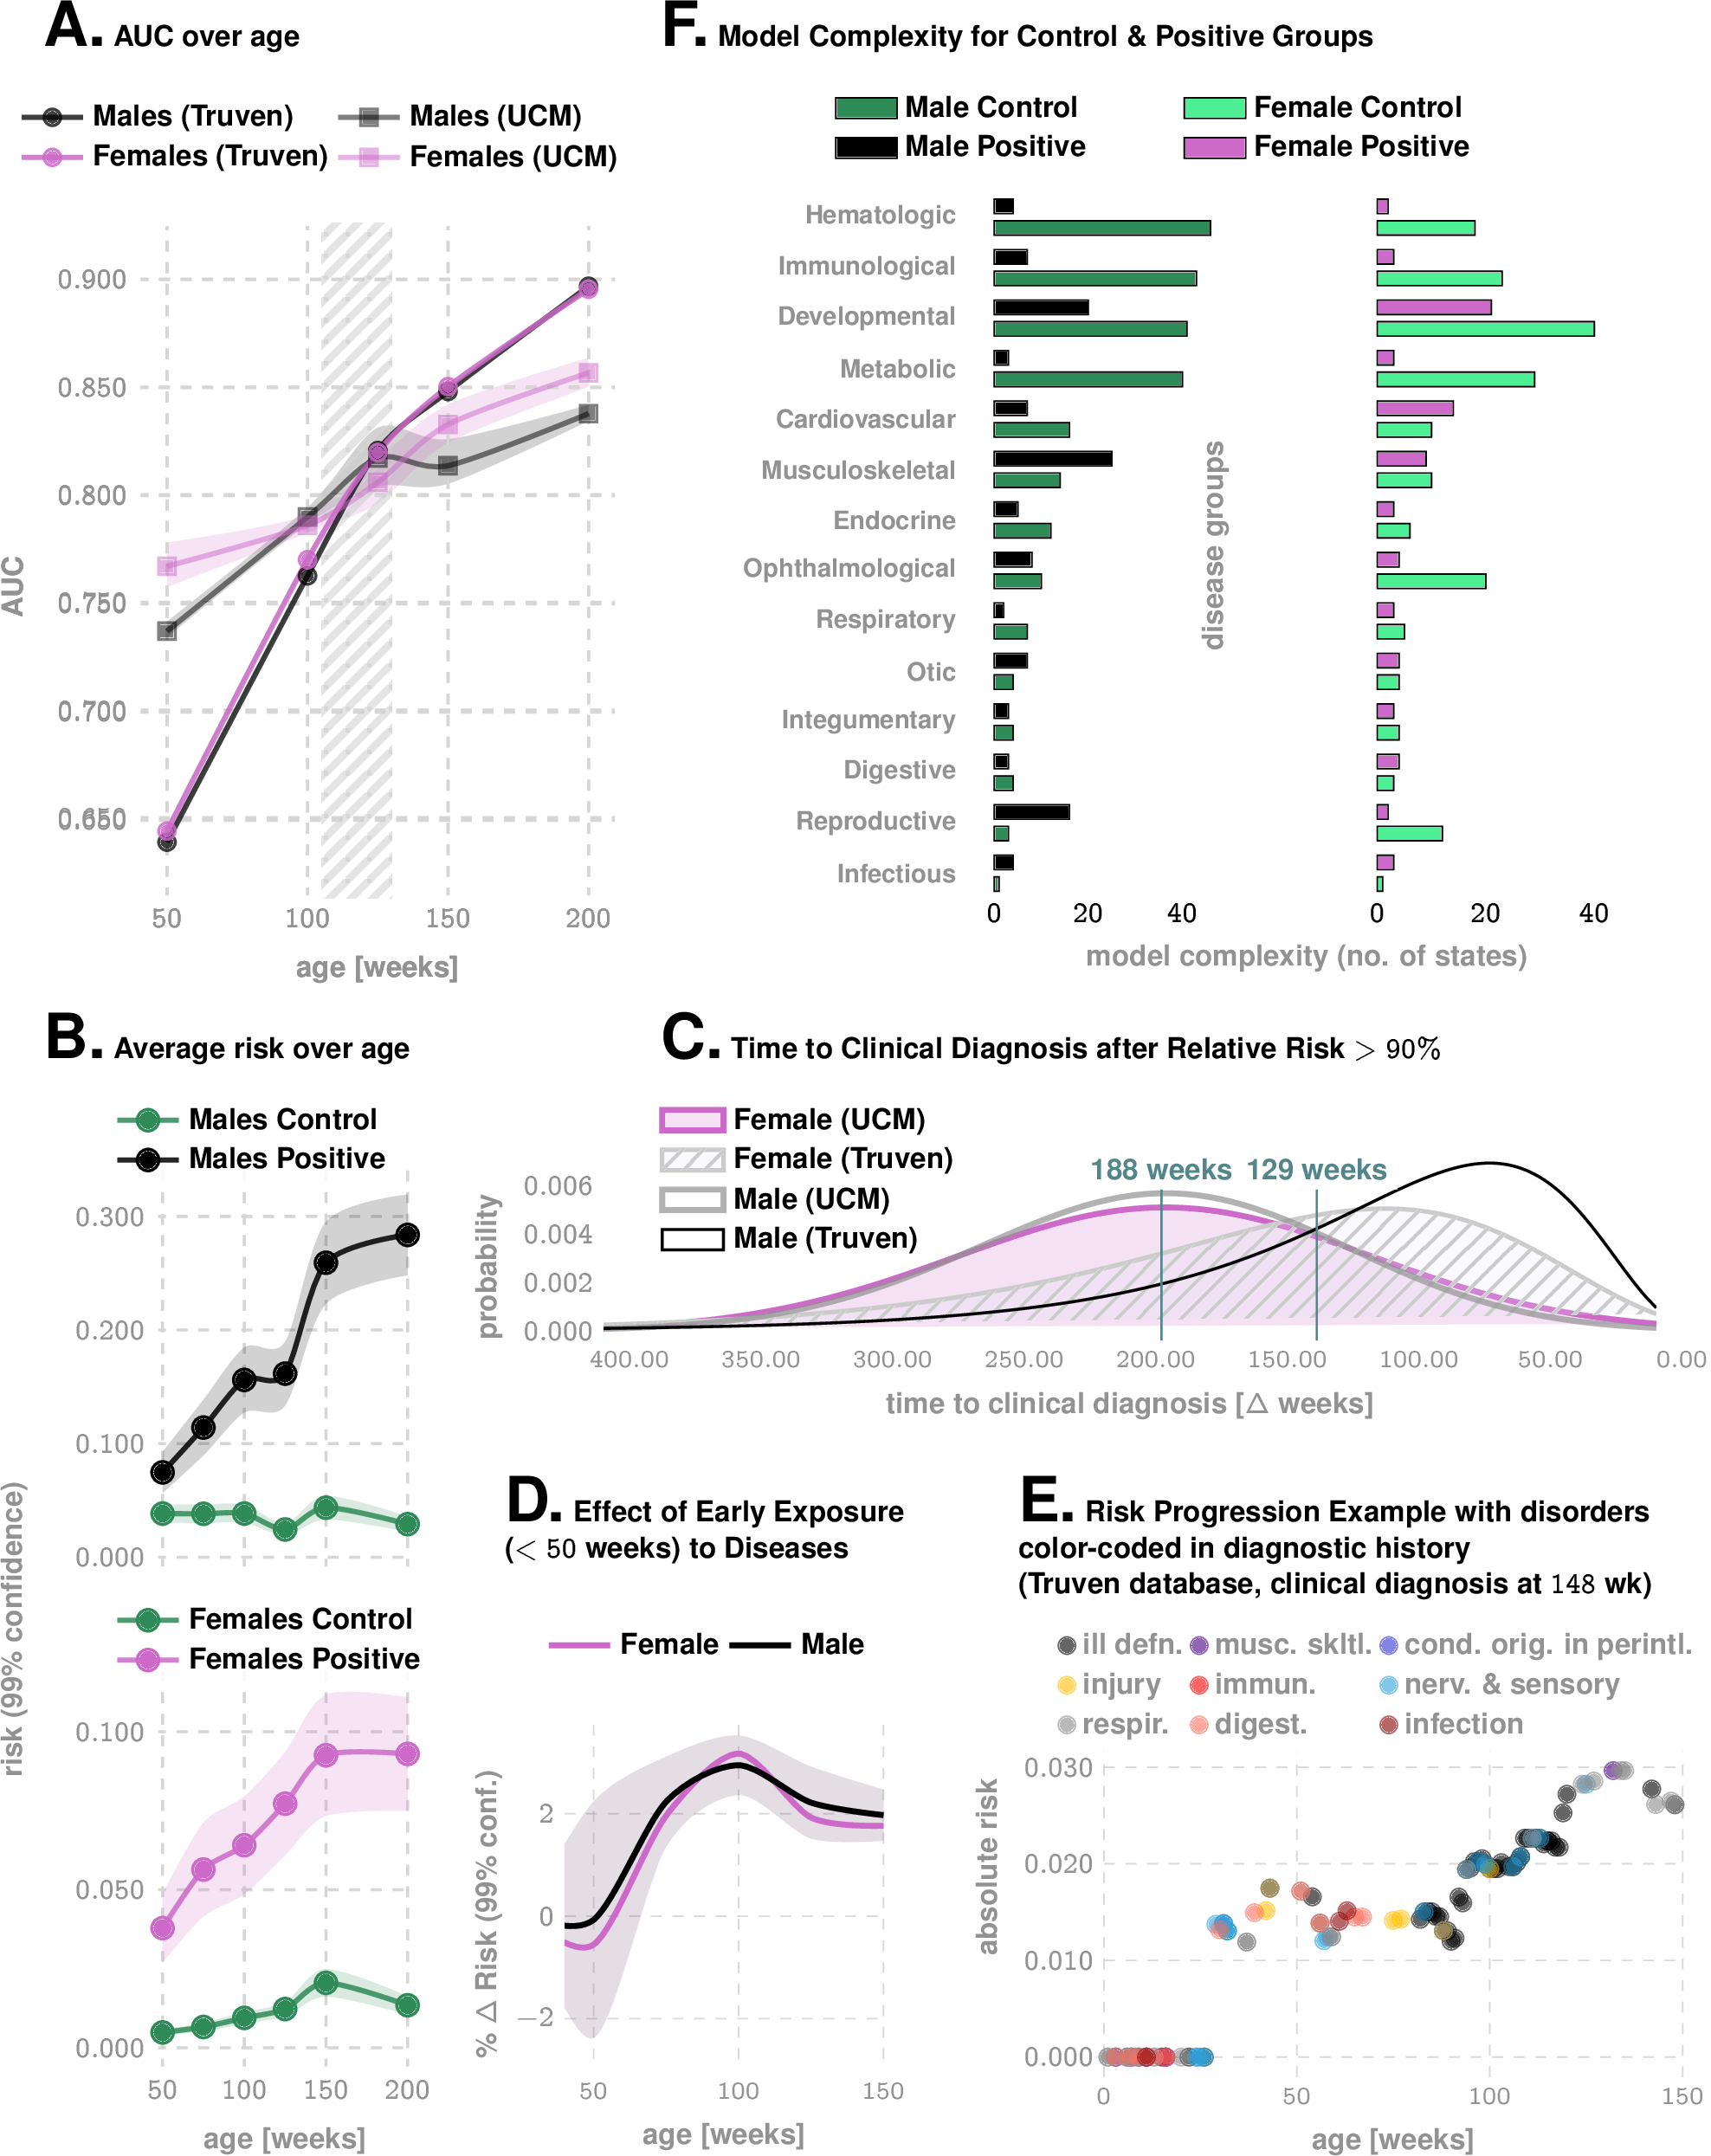 A. AUC over age
Males (Truven) Males (UCM)
Females (Truven) Females (UCM)
0.900
0.850
0.800
0.750
0.700
0.650
AUC
50 100 150 200
age [weeks]
F. Model Complexity for Control & Positive Groups
Male Control Female Control
Male Positive Female Positive
Hematologic
Immunological
Developmental
Metabolic
Cardiovascular
Musculoskeletal
Endocrine
Ophthalmological
Respiratory
Otic
Integumentary
Digestive
Reproductive
Infectious
disease groups
0 20 40 0 20 40
model complexity (no. of states)
B. Average risk over age
Males Control
Males Positive
0.300
0.200
0.100
0.000
Females Control
Females Positive
0.100
0.050
0.000
risk (99% confidence)
50 100 150 200
age [weeks]
C. Time to Clinical Diagnosis after Relative Risk > 90%
Female (UCM)
Female (Truven)
Male (UCM)
Male (Truven)
188 weeks 129 weeks
0.006
0.004
0.002
0.000
probability
400.00 350.00 300.00 250.00 200.00 150.00 100.00 50.00 0.00
time to clinical diagnosis [Δ weeks]
D. Effect of Early Exposure
(< 50 weeks) to Diseases
Female Male
2
0
−2
% Δ Risk (99% conf.)
50 100 150
age [weeks]
E. Risk Progression Example with disorders
color-coded in diagnostic history
(Truven database, clinical diagnosis at 148 wk)
ill defn. musc. skltl. cond. orig. in perintl.
injury immun. nerv. & sensory
respir. digest. infection
0.030
0.020
0.010
0.000
absolute risk
0 50 100 150
age [weeks]